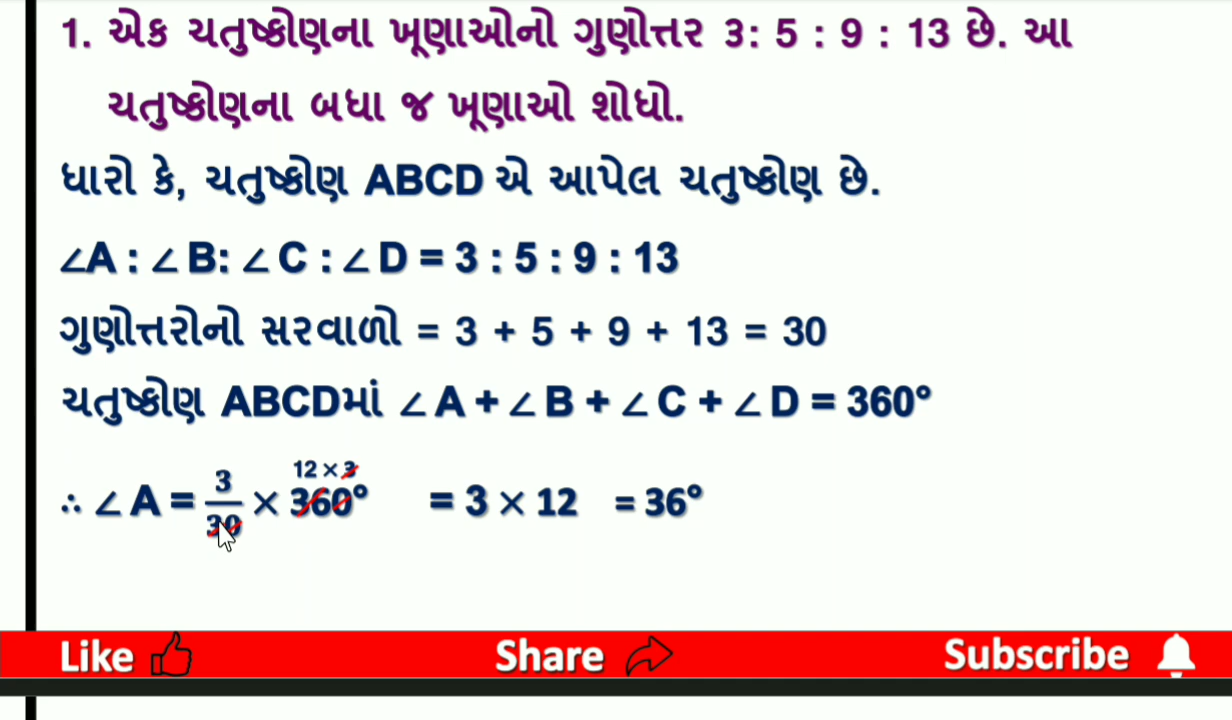 1. એક ચતુષ્કોણના ખૂણાઓનો ગુણોત્તર 3: 5 : 9 : 13 છે. આ
ચતુષ્કોણના બધા જ ખૂણાઓ શોધો.
ધારો કે, ચતુષ્કોણ ABCD એ આપેલ ચતુષ્કોણ છે.
∠A : ∠ B: ∠ C : ∠ D = 3 : 5 : 9 : 13
ગુણોત્તરોનો સરવાળો = 3 + 5 + 9 + 13 = 30
ચતુષ્કોણ ABCDમાં ∠ A + ∠ B + ∠ C + ∠ D = 360°
12 × 3
∴ ∠ A = 3/30 × 360° = 3 × 12 = 36°
Like Share Subscribe